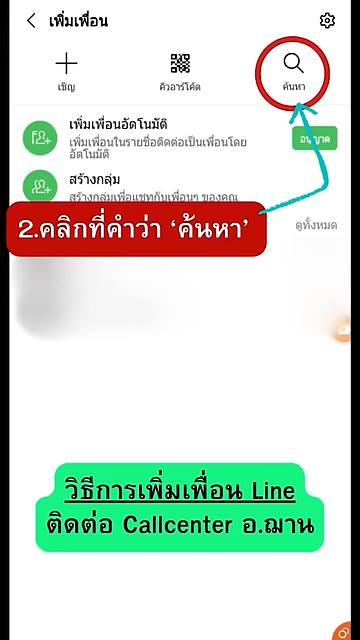 เพิ่มเพื่อน
เชิญ
คิวอาร์โค้ด
ค้นหา
เพิ่มเพื่อนอัตโนมัติ
เพิ่มเพื่อนในรายชื่อติดต่อเป็นเพื่อนโดย
อัตโนมัติ
อนุญาต
สร้างกลุ่ม
สร้างกลุ่มเพื่อแชทกับเพื่อนๆ ของคุณ
2.คลิกที่คำว่า ‘ค้นหา’
ดูทั้งหมด
วิธีการเพิ่มเพื่อน Line
ติดต่อ Callcenter อ.ฌาน